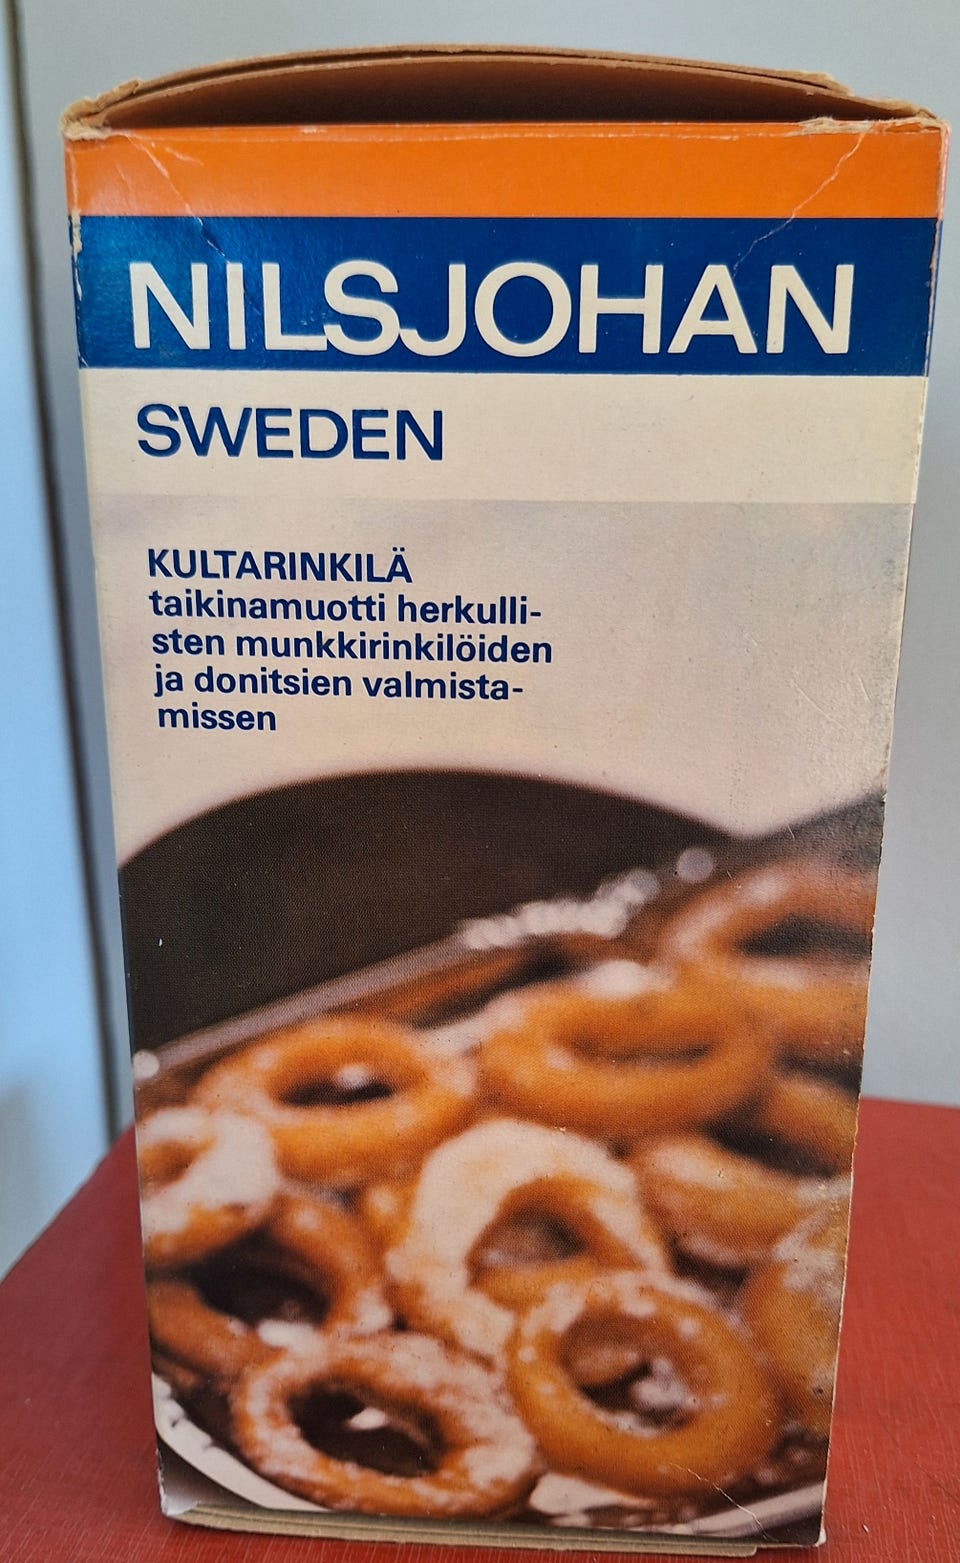 NILSJOHAN
SWEDEN
KULTARINKILÄ
taikinamuotti herkulli-
sten munkkirinkilöiden
ja donitsien valmista-
missen